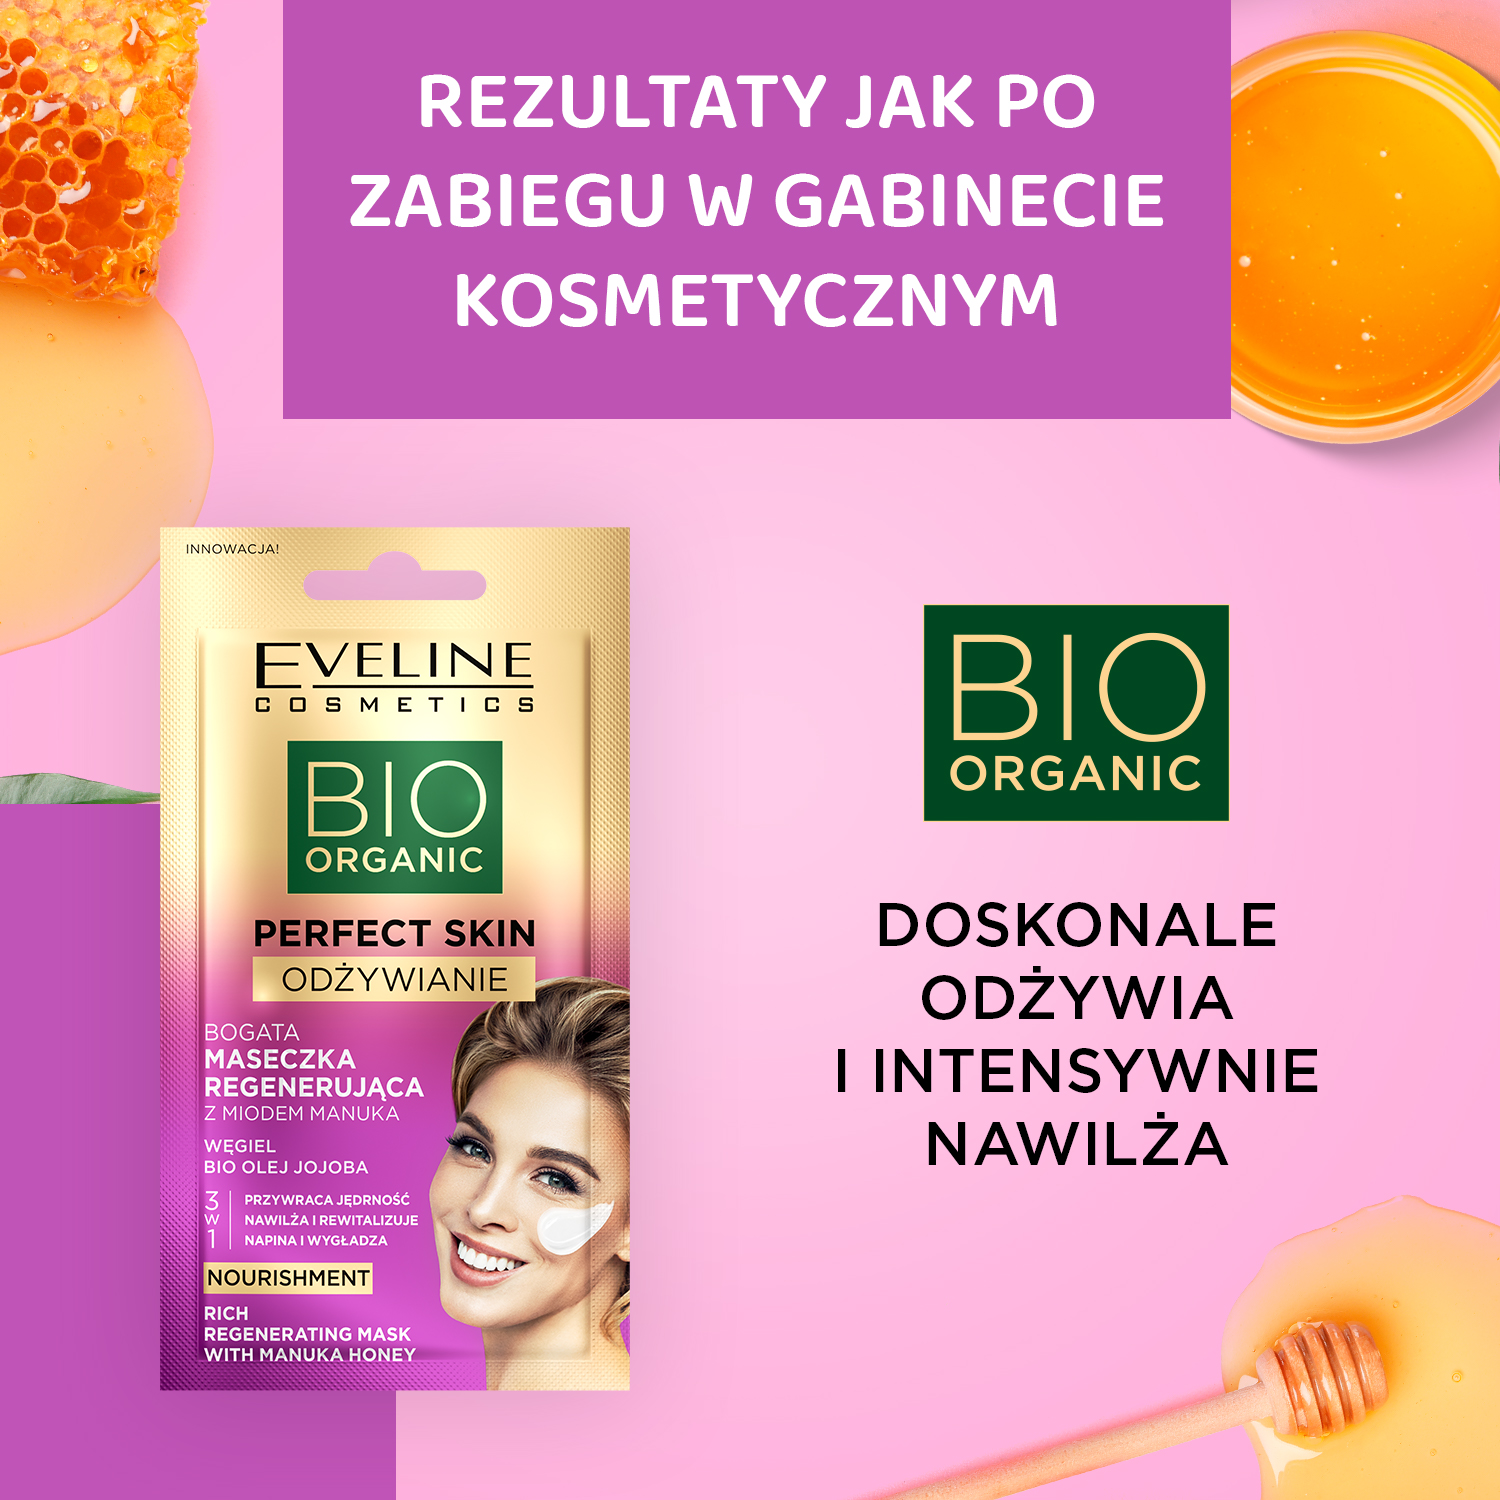 REZULTATY JAK PO
ZABIEGU W GABINECIE
KOSMETYCZNYM
INNOWACJA!
EVELINE
COSMETICS
BIO
ORGANIC
PERFECT SKIN
ODŻYWIANIE
BOGATA
MASECZKA
REGENERUJĄCA
Z MIODEM MANUKA
WĘGIEL
BIO OLEJ JOJOBA
3 W 1
PRZYWRACA JĘDRNOŚĆ
NAWILŻA I REWITALIZUJE
NAPINA I WYGŁADZA
NOURISHMENT
RICH
REGENERATING MASK
WITH MANUKA HONEY
BIO
ORGANIC
DOSKONALE
ODŻYWIA
I INTENSYWNIE
NAWILŻA